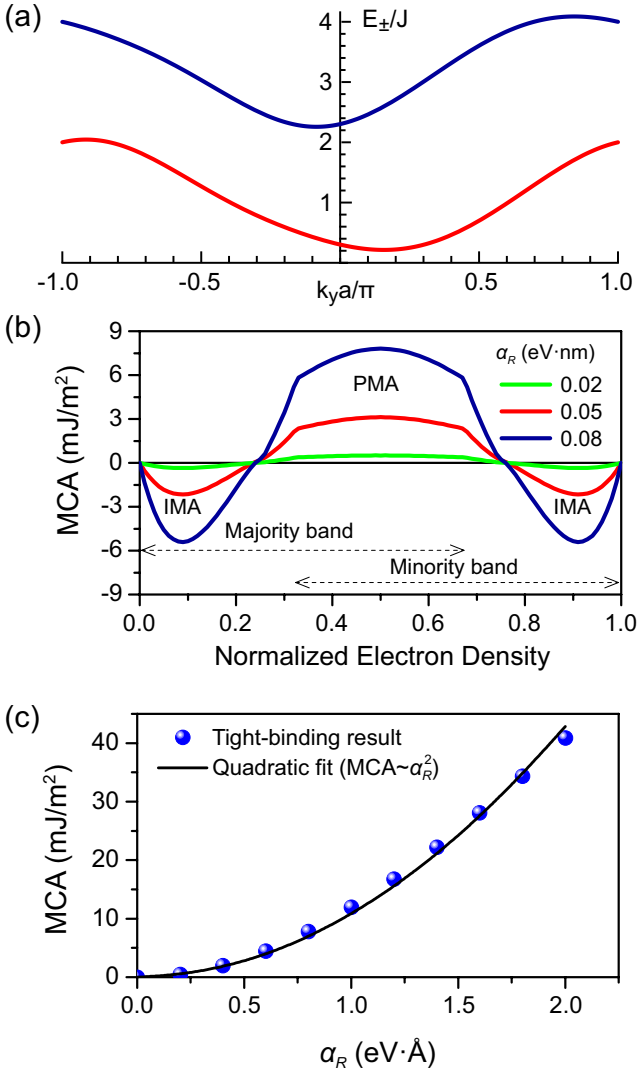 (a)
E±/J
4
3
2
1
-1.0 -0.5 0.5 1.0
kya/π
(b)
9
6
3
0
-3
-6
-9
MCA (mJ/m²)
αR (eV·nm)
0.02
0.05
0.08
PMA
IMA IMA
Majority band
Minority band
0.0 0.2 0.4 0.6 0.8 1.0
Normalized Electron Density
(c)
40
30
20
10
0
MCA (mJ/m²)
Tight-binding result
Quadratic fit (MCA~αR²)
0.0 0.5 1.0 1.5 2.0
αR (eV·Å)